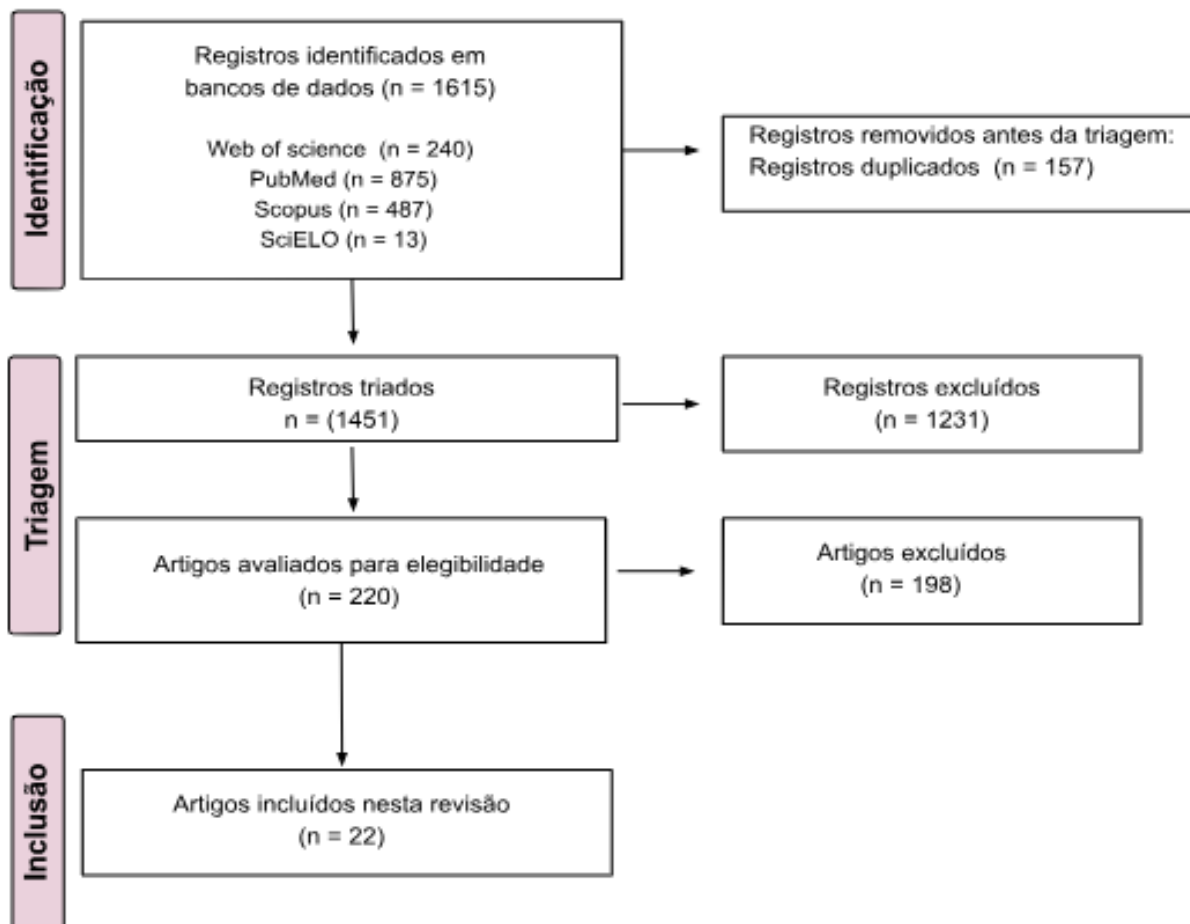 Identificação
Registros identificados em
bancos de dados (n = 1615)
Web of science (n = 240)
PubMed (n = 875)
Scopus (n = 487)
SciELO (n = 13)
Registros removidos antes da triagem:
Registros duplicados (n = 157)
Triagem
Registros triados
n = (1451)
Registros excluídos
(n = 1231)
Artigos avaliados para elegibilidade
(n = 220)
Artigos excluídos
(n = 198)
Inclusão
Artigos incluídos nesta revisão
(n = 22)